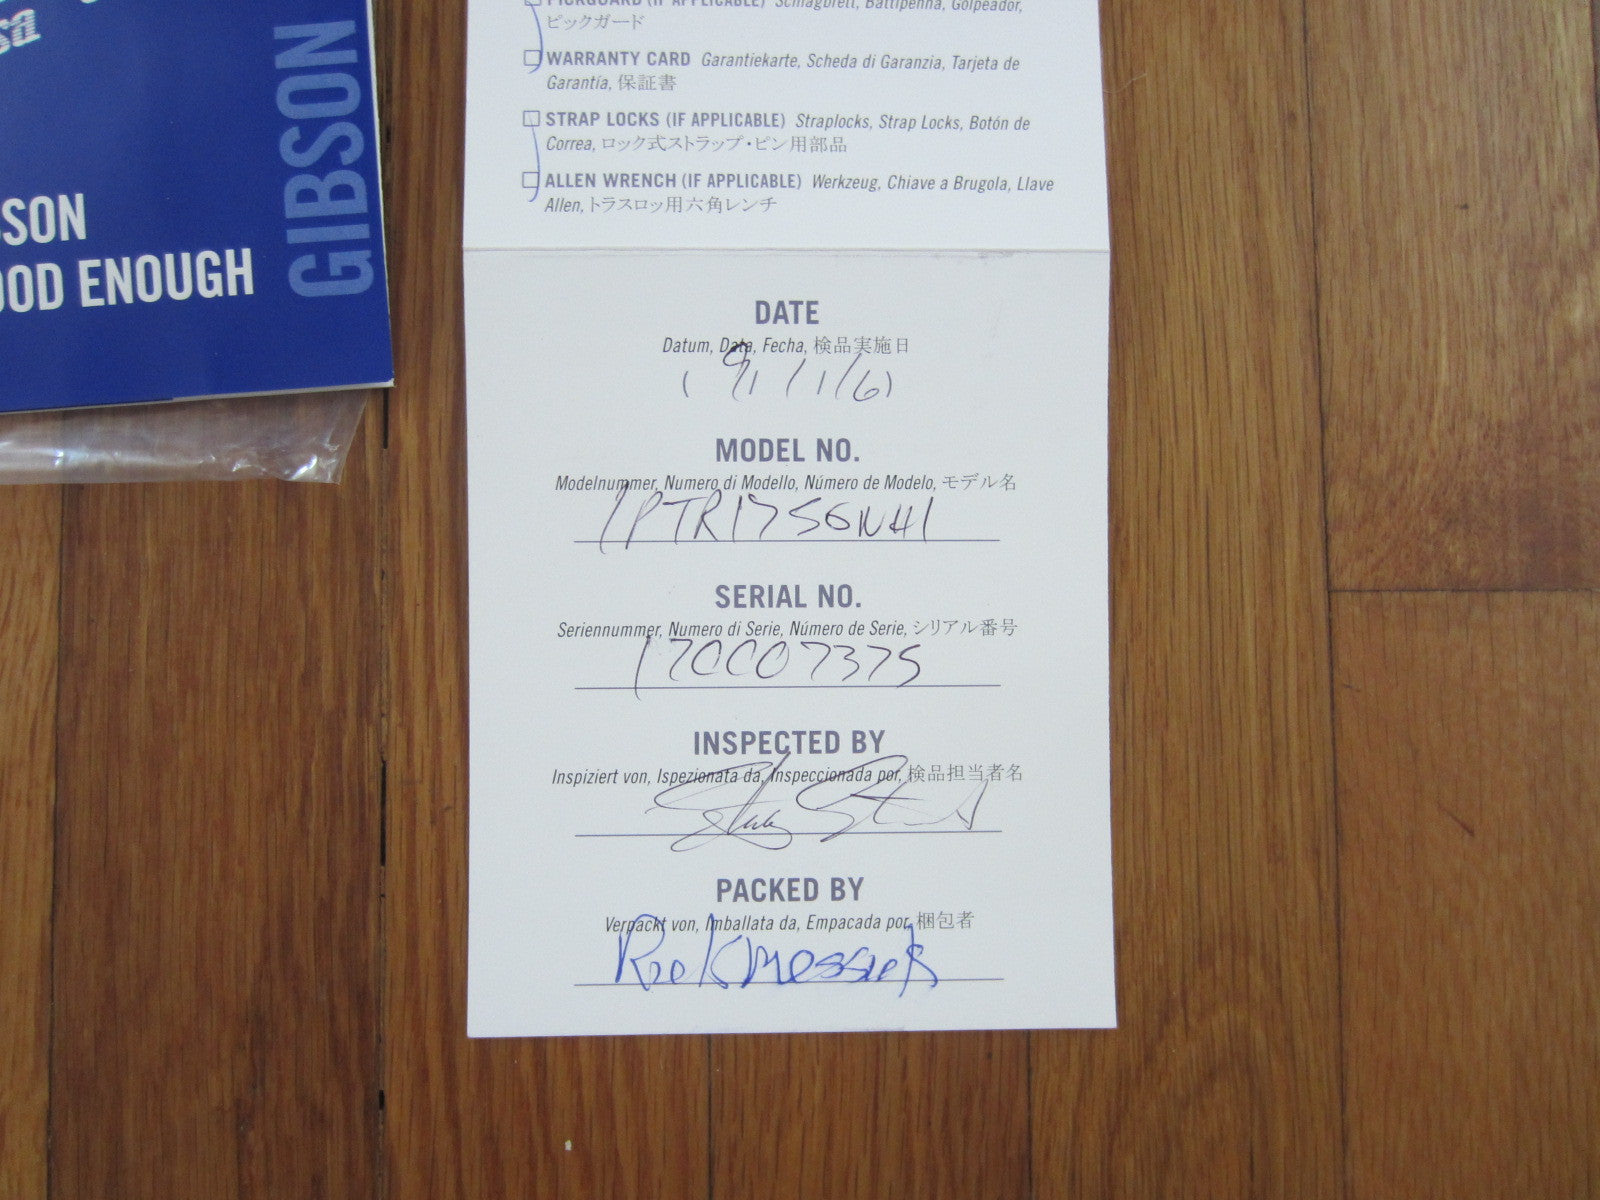 sa
SON
OOD ENOUGH
GIBSON
PICKGUARD (IF APPLICABLE) Schlagbrett, Battipenna, Golpeador,
ピックガード
WARRANTY CARD Garantiekarte, Scheda di Garanzia, Tarjeta de
Garantía, 保証書
STRAP LOCKS (IF APPLICABLE) Straplocks, Strap Locks, Botón de
Correa, ロック式ストラップ・ピン用部品
ALLEN WRENCH (IF APPLICABLE) Werkzeug, Chiave a Brugola, Llave
Allen, トラスロッ用六角レンチ
DATE
Datum, Data, Fecha, 検品実施日
MODEL NO.
Modelnummer, Numero di Modello, Número de Modelo, モデル名
LPTR17SGNH1
SERIAL NO.
Seriennummer, Numero di Serie, Número de Serie, シリアル番号
170007375
INSPECTED BY
Inspiziert von, Ispezionata da, Inspeccionada por, 検品担当者名
PACKED BY
Verpackt von, Imballata da, Empacada por, 梱包者